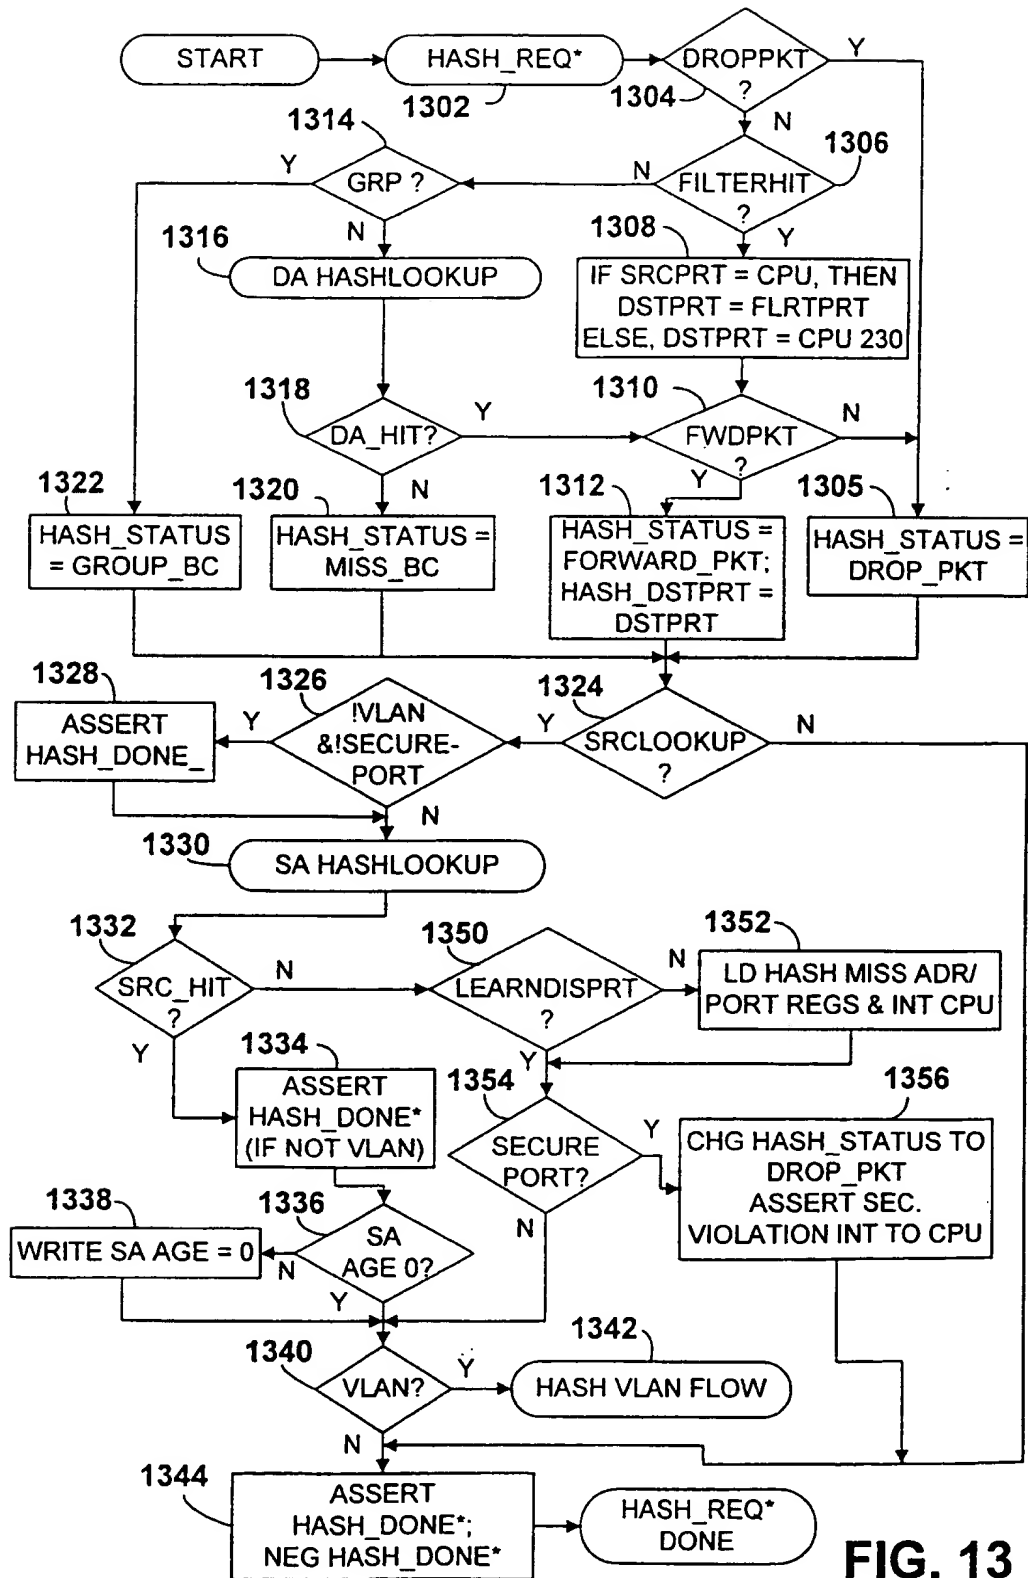 START
HASH_REQ*
1302
DROPPKT
?
1304
Y
N
1314
GRP ?
Y
N
N
FILTERHIT
?
1306
Y
1316
DA HASHLOOKUP
1308
IF SRCPRT = CPU, THEN
DSTPRT = FLRTPRT
ELSE, DSTPRT = CPU 230
1318
DA_HIT?
Y
N
1310
FWDPKT
?
N
Y
1322
HASH_STATUS
= GROUP_BC
1320
HASH_STATUS =
MISS_BC
1312
HASH_STATUS =
FORWARD_PKT;
HASH_DSTPRT =
DSTPRT
1305
HASH_STATUS =
DROP_PKT
1328
ASSERT
HASH_DONE_
Y
1326
!VLAN
&!SECURE-
PORT
N
Y
1324
SRCLOOKUP
?
N
1330
SA HASHLOOKUP
1332
SRC_HIT
?
N
Y
1350
LEARNDISPRT
?
N
Y
1352
LD HASH MISS ADR/
PORT REGS & INT CPU
1334
ASSERT
HASH_DONE*
(IF NOT VLAN)
1354
SECURE
PORT?
Y
N
1356
CHG HASH_STATUS TO
DROP_PKT
ASSERT SEC.
VIOLATION INT TO CPU
1338
WRITE SA AGE = 0
1336
SA
AGE 0?
N
Y
1340
VLAN?
Y
N
1342
HASH VLAN FLOW
1344
ASSERT
HASH_DONE*;
NEG HASH_DONE*
HASH_REQ*
DONE
FIG. 13